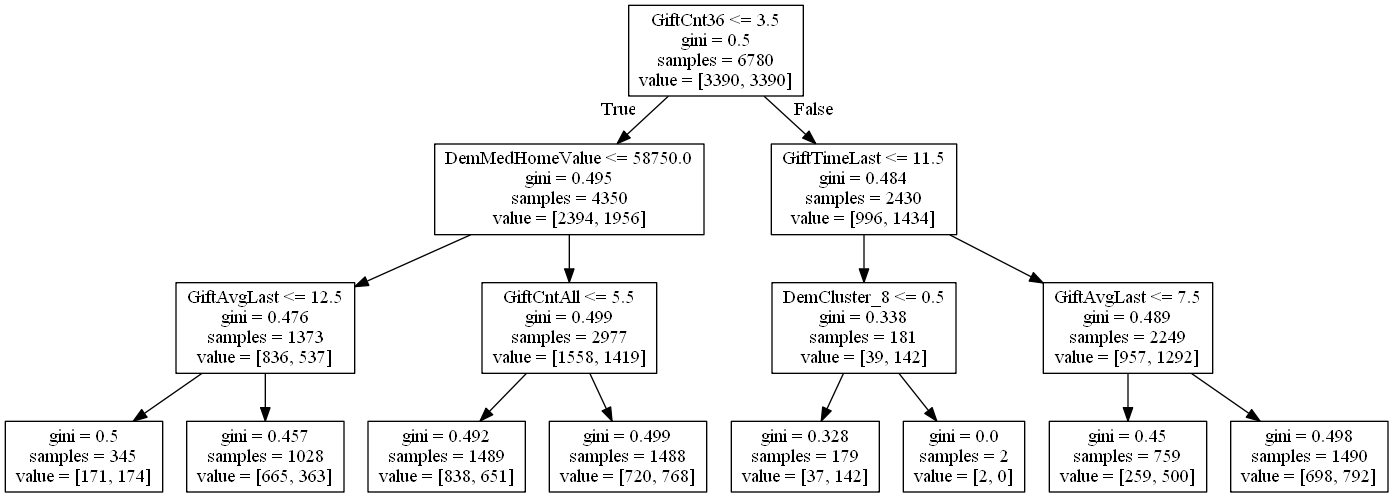 GiftCnt36 <= 3.5
gini = 0.5
samples = 6780
value = [3390, 3390]
True
False
DemMedHomeValue <= 58750.0
gini = 0.495
samples = 4350
value = [2394, 1956]
GiftTimeLast <= 11.5
gini = 0.484
samples = 2430
value = [996, 1434]
GiftAvgLast <= 12.5
gini = 0.476
samples = 1373
value = [836, 537]
GiftCntAll <= 5.5
gini = 0.499
samples = 2977
value = [1558, 1419]
DemCluster_8 <= 0.5
gini = 0.338
samples = 181
value = [39, 142]
GiftAvgLast <= 7.5
gini = 0.489
samples = 2249
value = [957, 1292]
gini = 0.5
samples = 345
value = [171, 174]
gini = 0.457
samples = 1028
value = [665, 363]
gini = 0.492
samples = 1489
value = [838, 651]
gini = 0.499
samples = 1488
value = [720, 768]
gini = 0.328
samples = 179
value = [37, 142]
gini = 0.0
samples = 2
value = [2, 0]
gini = 0.45
samples = 759
value = [259, 500]
gini = 0.498
samples = 1490
value = [698, 792]